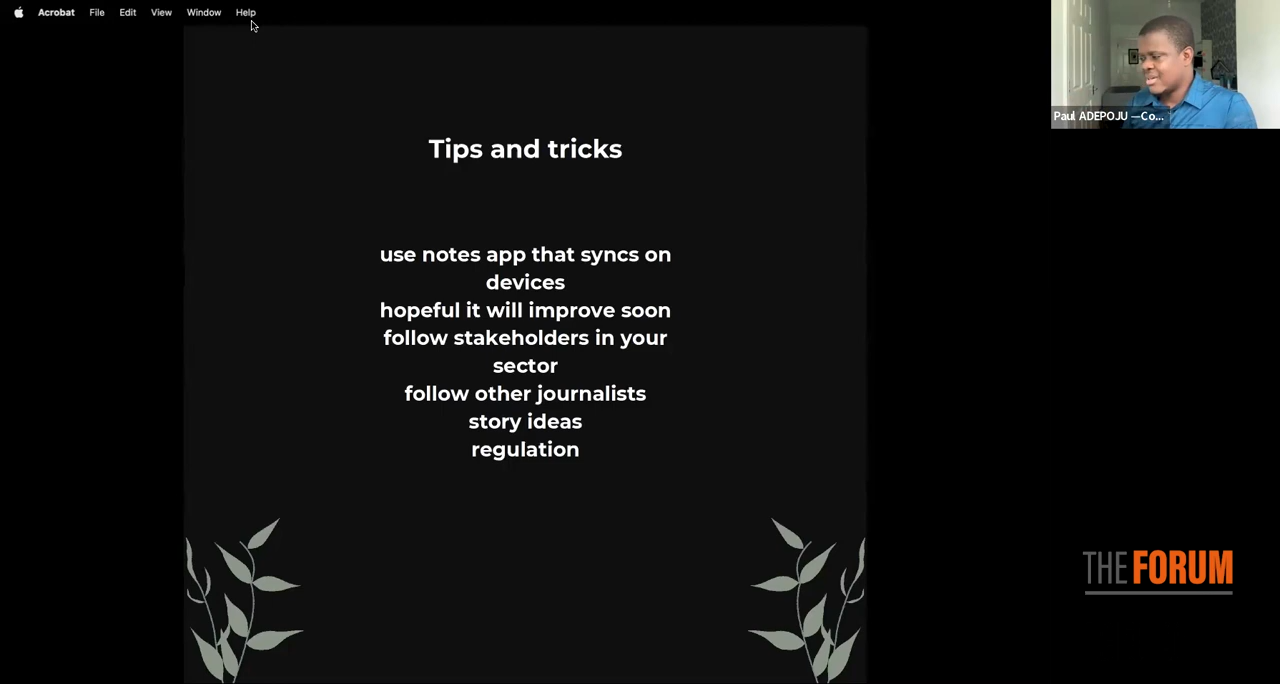 Acrobat File Edit View Window Help
Paul ADEPOJU —Co...
Tips and tricks
use notes app that syncs on
devices
hopeful it will improve soon
follow stakeholders in your
sector
follow other journalists
story ideas
regulation
THE FORUM